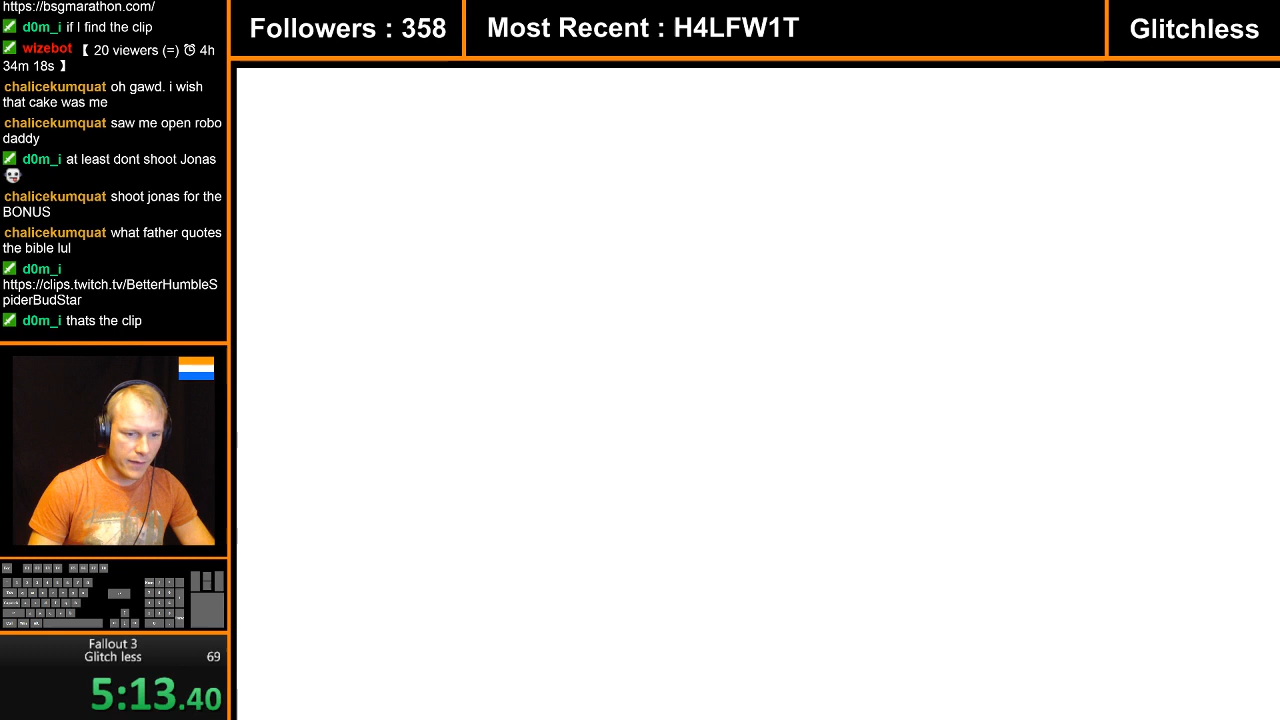 https://bsgmarathon.com/
d0m_i if I find the clip
wizebot 【 20 viewers (=) ⏰ 4h
34m 18s 】
chalicekumquat oh gawd. i wish
that cake was me
chalicekumquat saw me open robo
daddy
d0m_i at least dont shoot Jonas
chalicekumquat shoot jonas for the
BONUS
chalicekumquat what father quotes
the bible lul
d0m_i
https://clips.twitch.tv/BetterHumbleS
piderBudStar
d0m_i thats the clip
Followers : 358
Most Recent : H4LFW1T
Glitchless
Fallout 3
Glitch less 69
5:13.40